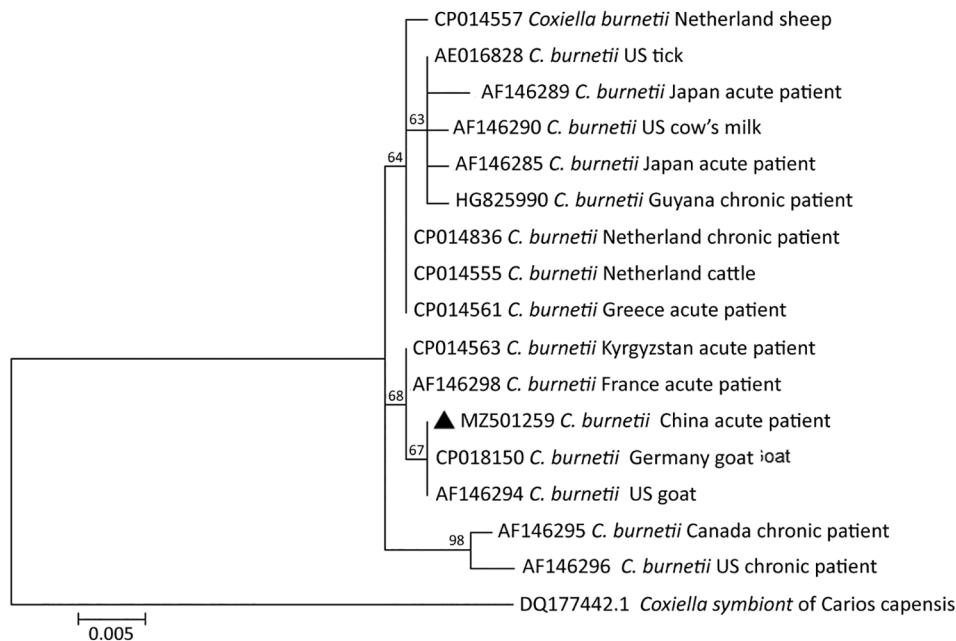 CP014557 Coxiella burnetii Netherland sheep
AE016828 C. burnetii US tick
AF146289 C. burnetii Japan acute patient
63
AF146290 C. burnetii US cow's milk
64
AF146285 C. burnetii Japan acute patient
HG825990 C. burnetii Guyana chronic patient
CP014836 C. burnetii Netherland chronic patient
CP014555 C. burnetii Netherland cattle
CP014561 C. burnetii Greece acute patient
CP014563 C. burnetii Kyrgyzstan acute patient
AF146298 C. burnetii France acute patient
68
MZ501259 C. burnetii China acute patient
67
CP018150 C. burnetii Germany goat
AF146294 C. burnetii US goat
AF146295 C. burnetii Canada chronic patient
98
AF146296 C. burnetii US chronic patient
DQ177442.1 Coxiella symbiont of Carios capensis
0.005